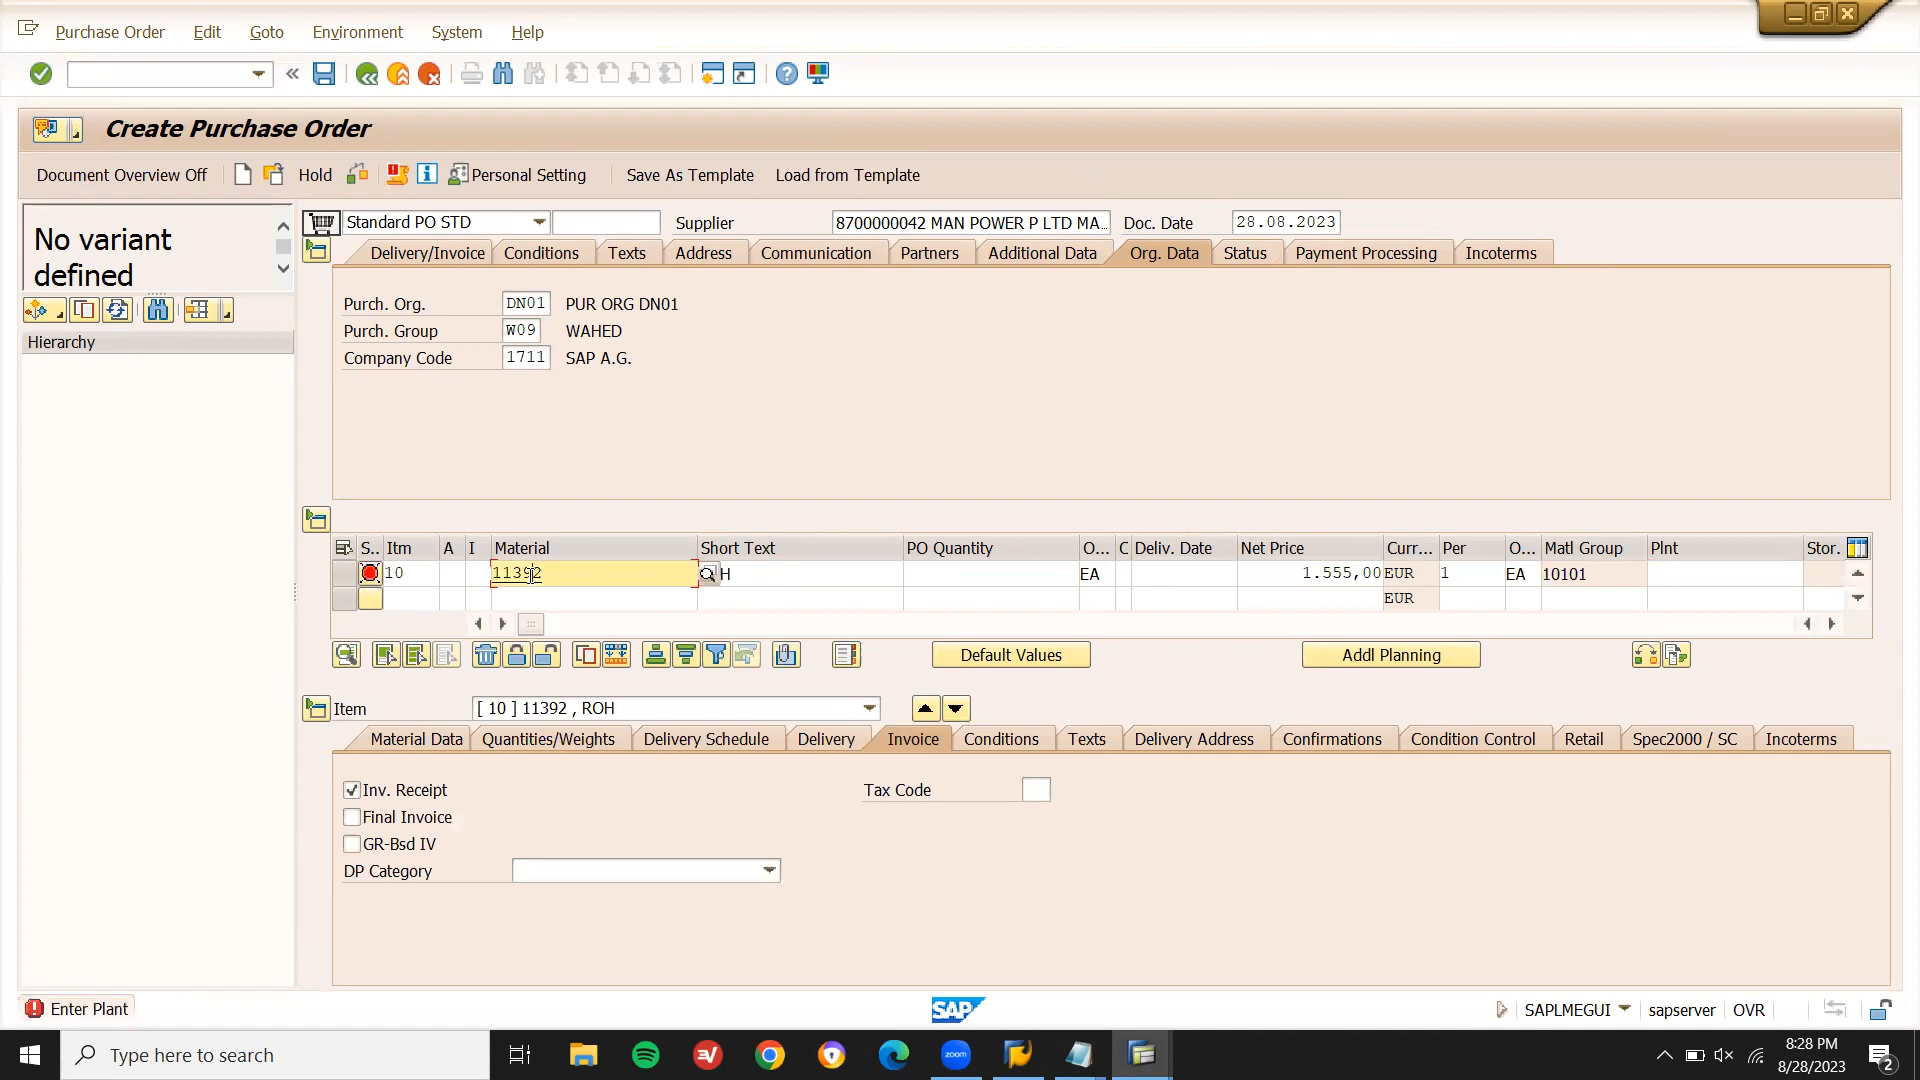 Purchase Order Edit Goto Environment System Help
Create Purchase Order
Document Overview Off Hold Personal Setting Save As Template Load from Template
No variant
defined
Standard PO STD Supplier 8700000042 MAN POWER P LTD MA... Doc. Date 28.08.2023
Delivery/Invoice Conditions Texts Address Communication Partners Additional Data Org. Data Status Payment Processing Incoterms
Purch. Org. DN01 PUR ORG DN01
Purch. Group W09 WAHED
Company Code 1711 SAP A.G.
Hierarchy
S.. Itm A I Material Short Text PO Quantity O... C Deliv. Date Net Price Curr... Per O... Matl Group Plnt Stor.
10 11392 H EA 1.555,00 EUR 1 EA 10101
EUR
Default Values Addl Planning
Item [ 10 ] 11392 , ROH
Material Data Quantities/Weights Delivery Schedule Delivery Invoice Conditions Texts Delivery Address Confirmations Condition Control Retail Spec2000 / SC Incoterms
Inv. Receipt Tax Code
Final Invoice
GR-Bsd IV
DP Category
Enter Plant SAP SAPLMEGUI sapserver OVR
Type here to search zoom 8:28 PM
8/28/2023 2